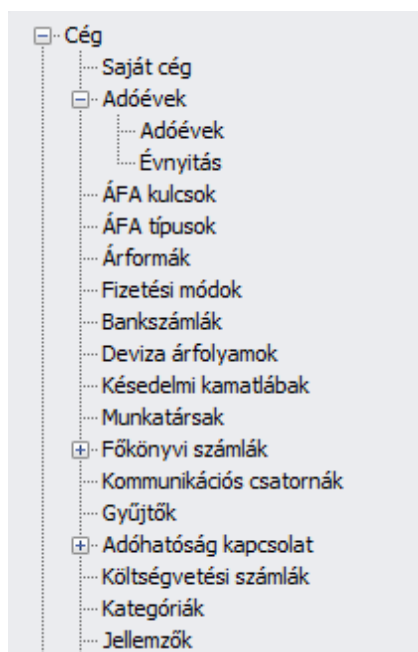 Cég
Saját cég
Adóévek
Adóévek
Évnyitás
ÁFA kulcsok
ÁFA típusok
Árformák
Fizetési módok
Bankszámlák
Deviza árfolyamok
Késedelmi kamatlábak
Munkatársak
Főkönyvi számlák
Kommunikációs csatornák
Gyűjtők
Adóhatóság kapcsolat
Költségvetési számlák
Kategóriák
Jellemzők